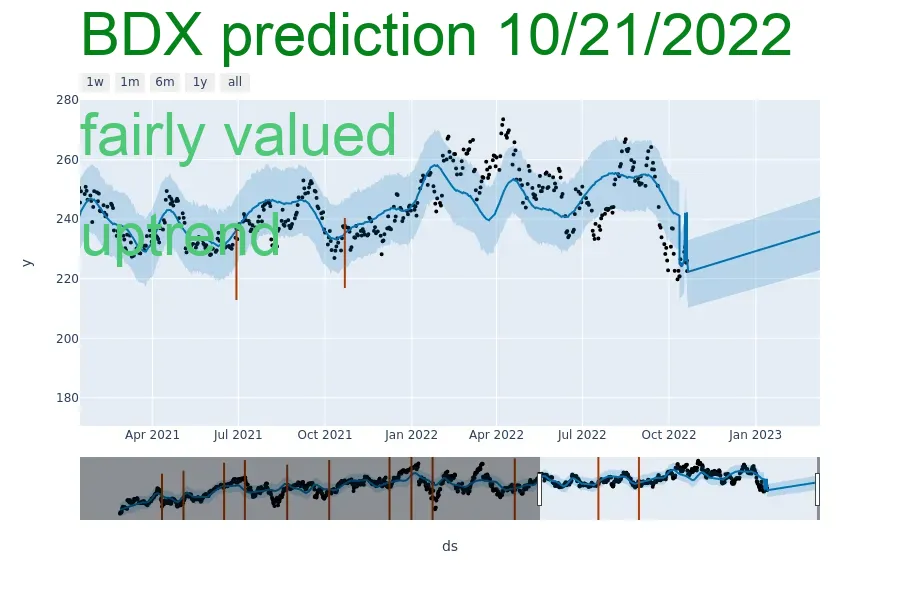 BDX prediction 10/21/2022
1w 1m 6m 1y all
280
fairly valued
260
240
uptrend
y
220
200
180
Apr 2021 Jul 2021 Oct 2021 Jan 2022 Apr 2022 Jul 2022 Oct 2022 Jan 2023
ds